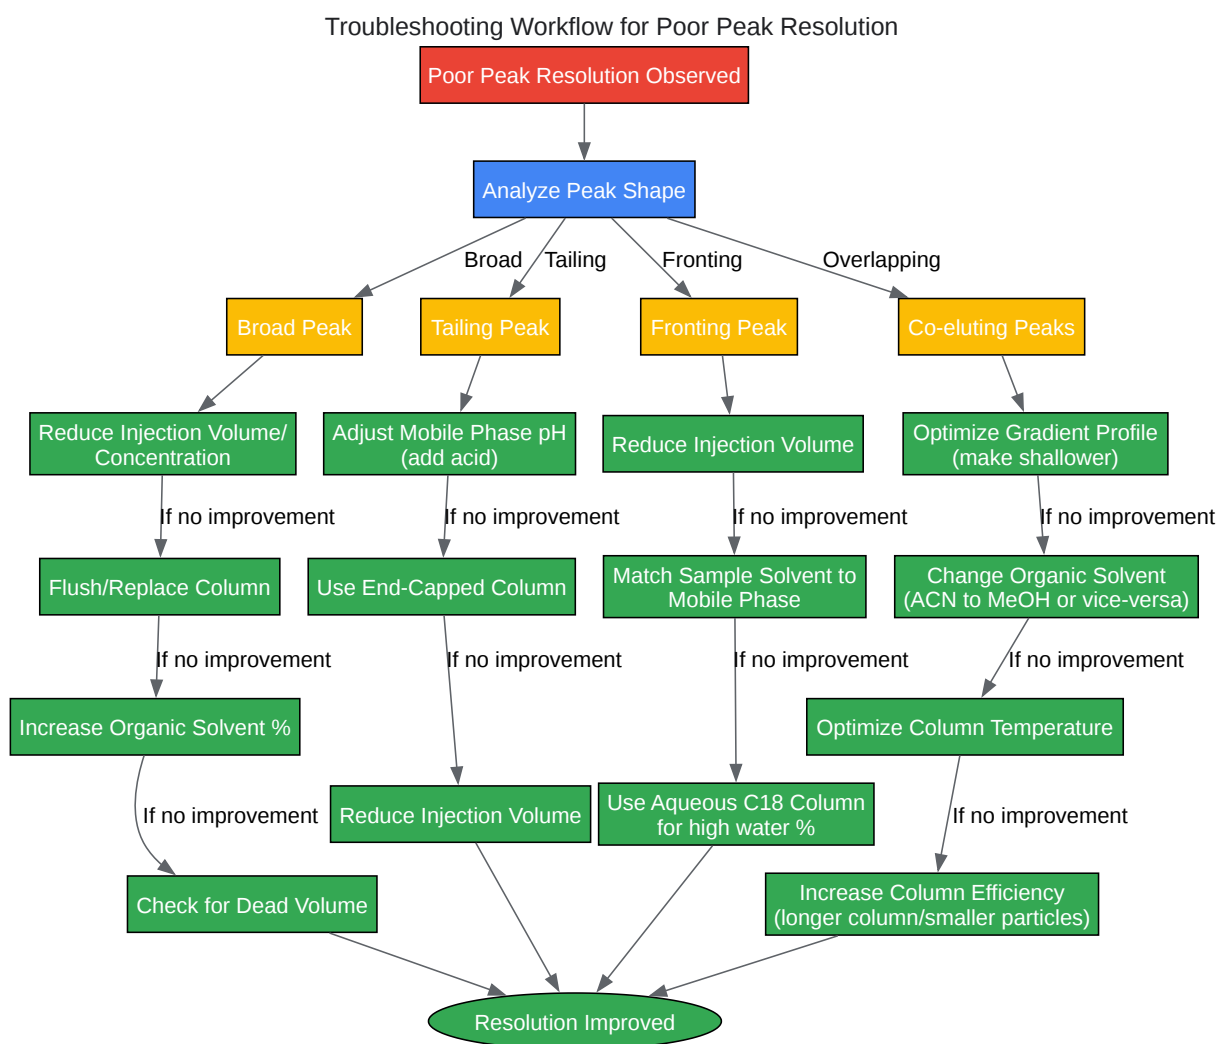 Troubleshooting Workflow for Poor Peak Resolution
Poor Peak Resolution Observed
Analyze Peak Shape
Broad
Tailing
Fronting
Overlapping
Broad Peak
Tailing Peak
Fronting Peak
Co-eluting Peaks
Reduce Injection Volume/
Concentration
Adjust Mobile Phase pH
(add acid)
Reduce Injection Volume
Optimize Gradient Profile
(make shallower)
If no improvement
If no improvement
If no improvement
If no improvement
Flush/Replace Column
Use End-Capped Column
Match Sample Solvent to
Mobile Phase
Change Organic Solvent
(ACN to MeOH or vice-versa)
If no improvement
If no improvement
If no improvement
If no improvement
Increase Organic Solvent %
Optimize Column Temperature
If no improvement
If no improvement
Reduce Injection Volume
Use Aqueous C18 Column
for high water %
Check for Dead Volume
Increase Column Efficiency
(longer column/smaller particles)
Resolution Improved